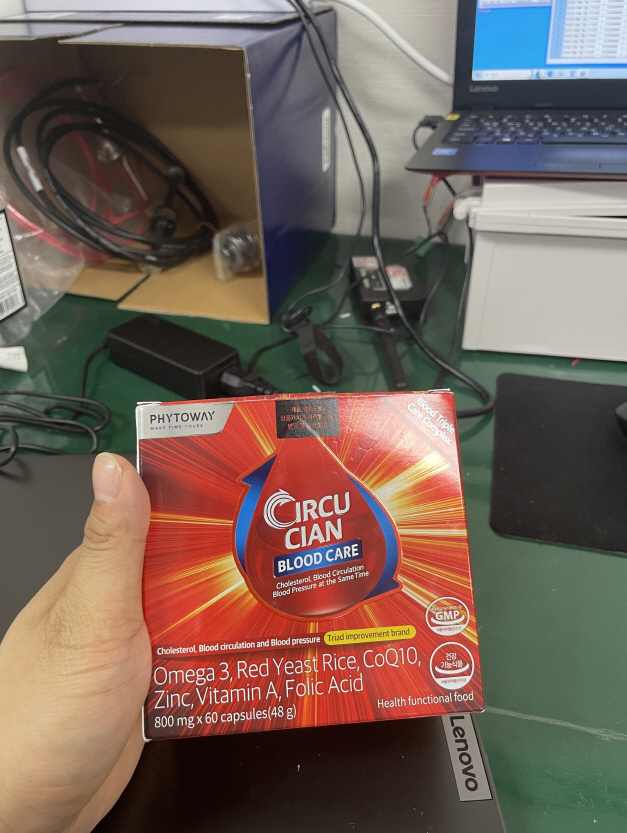 Lenovo
PHYTOWAY
MAKE TIME YOURS
Blood Triple
Care Complex
CIRCU
CIAN
BLOOD CARE
Cholesterol, Blood Circulation
Blood Pressure at the Same Time
GMP
Cholesterol, Blood circulation and Blood pressure
Triad improvement brand
건강
기능식품
Omega 3, Red Yeast Rice, CoQ10,
Zinc, Vitamin A, Folic Acid
800 mg x 60 capsules(48 g)
Health functional food
Lenovo